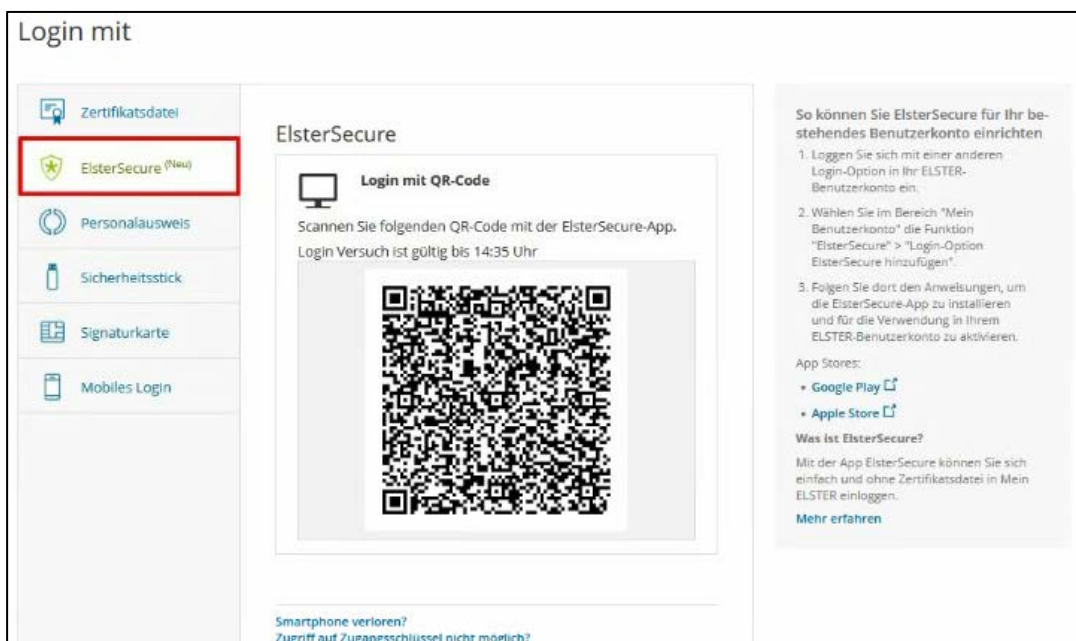 Login mit
Zertifikatsdatei
ElsterSecure (Neu)
Personalausweis
Sicherheitsstick
Signaturkarte
Mobiles Login
ElsterSecure
Login mit QR-Code
Scannen Sie folgenden QR-Code mit der ElsterSecure-App.
Login Versuch ist gültig bis 14:35 Uhr
Smartphone verloren?
Zugriff auf Zugangsschlüssel nicht möglich?
So können Sie ElsterSecure für Ihr be-
stehendes Benutzerkonto einrichten
1. Loggen Sie sich mit einer anderen
Login-Option in Ihr ELSTER-
Benutzerkonto ein.
2. Wählen Sie im Bereich "Mein
Benutzerkonto" die Funktion
"ElsterSecure" > "Login-Option
ElsterSecure hinzufügen".
3. Folgen Sie dort den Anweisungen, um
die ElsterSecure-App zu installieren
und für die Verwendung in Ihrem
ELSTER-Benutzerkonto zu aktivieren.
App Stores:
• Google Play
• Apple Store
Was ist ElsterSecure?
Mit der App ElsterSecure können Sie sich
einfach und ohne Zertifikatsdatei in Mein
ELSTER einloggen.
Mehr erfahren